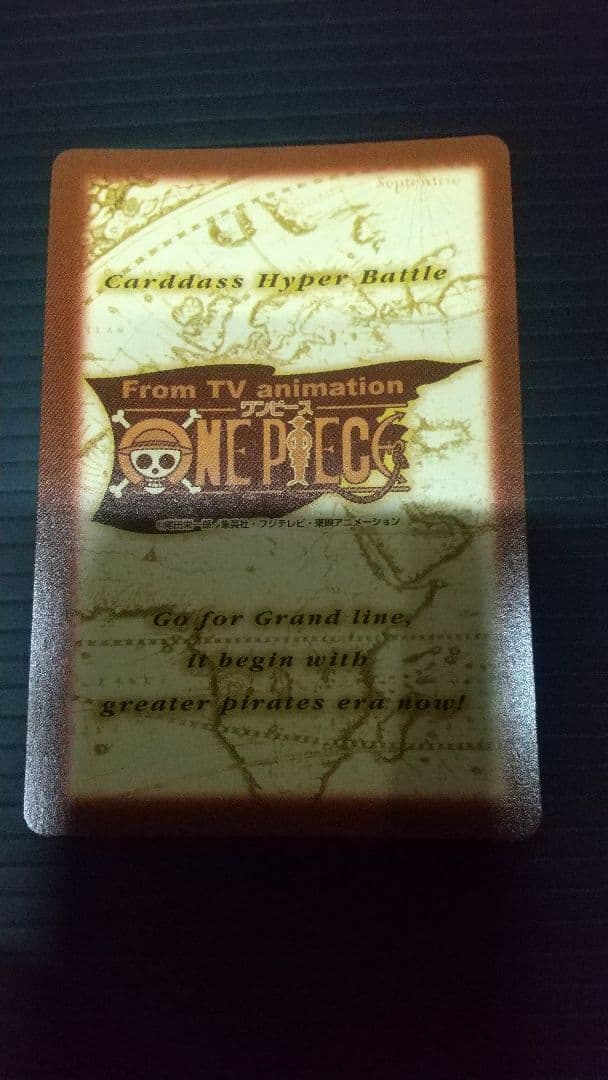 Septentrio
Carddass Hyper Battle
From TV animation
ワンピース
ONE PIECE
©尾田栄一郎/集英社・フジテレビ・東映アニメーション
Go for Grand line,
it begin with
greater pirates era now!